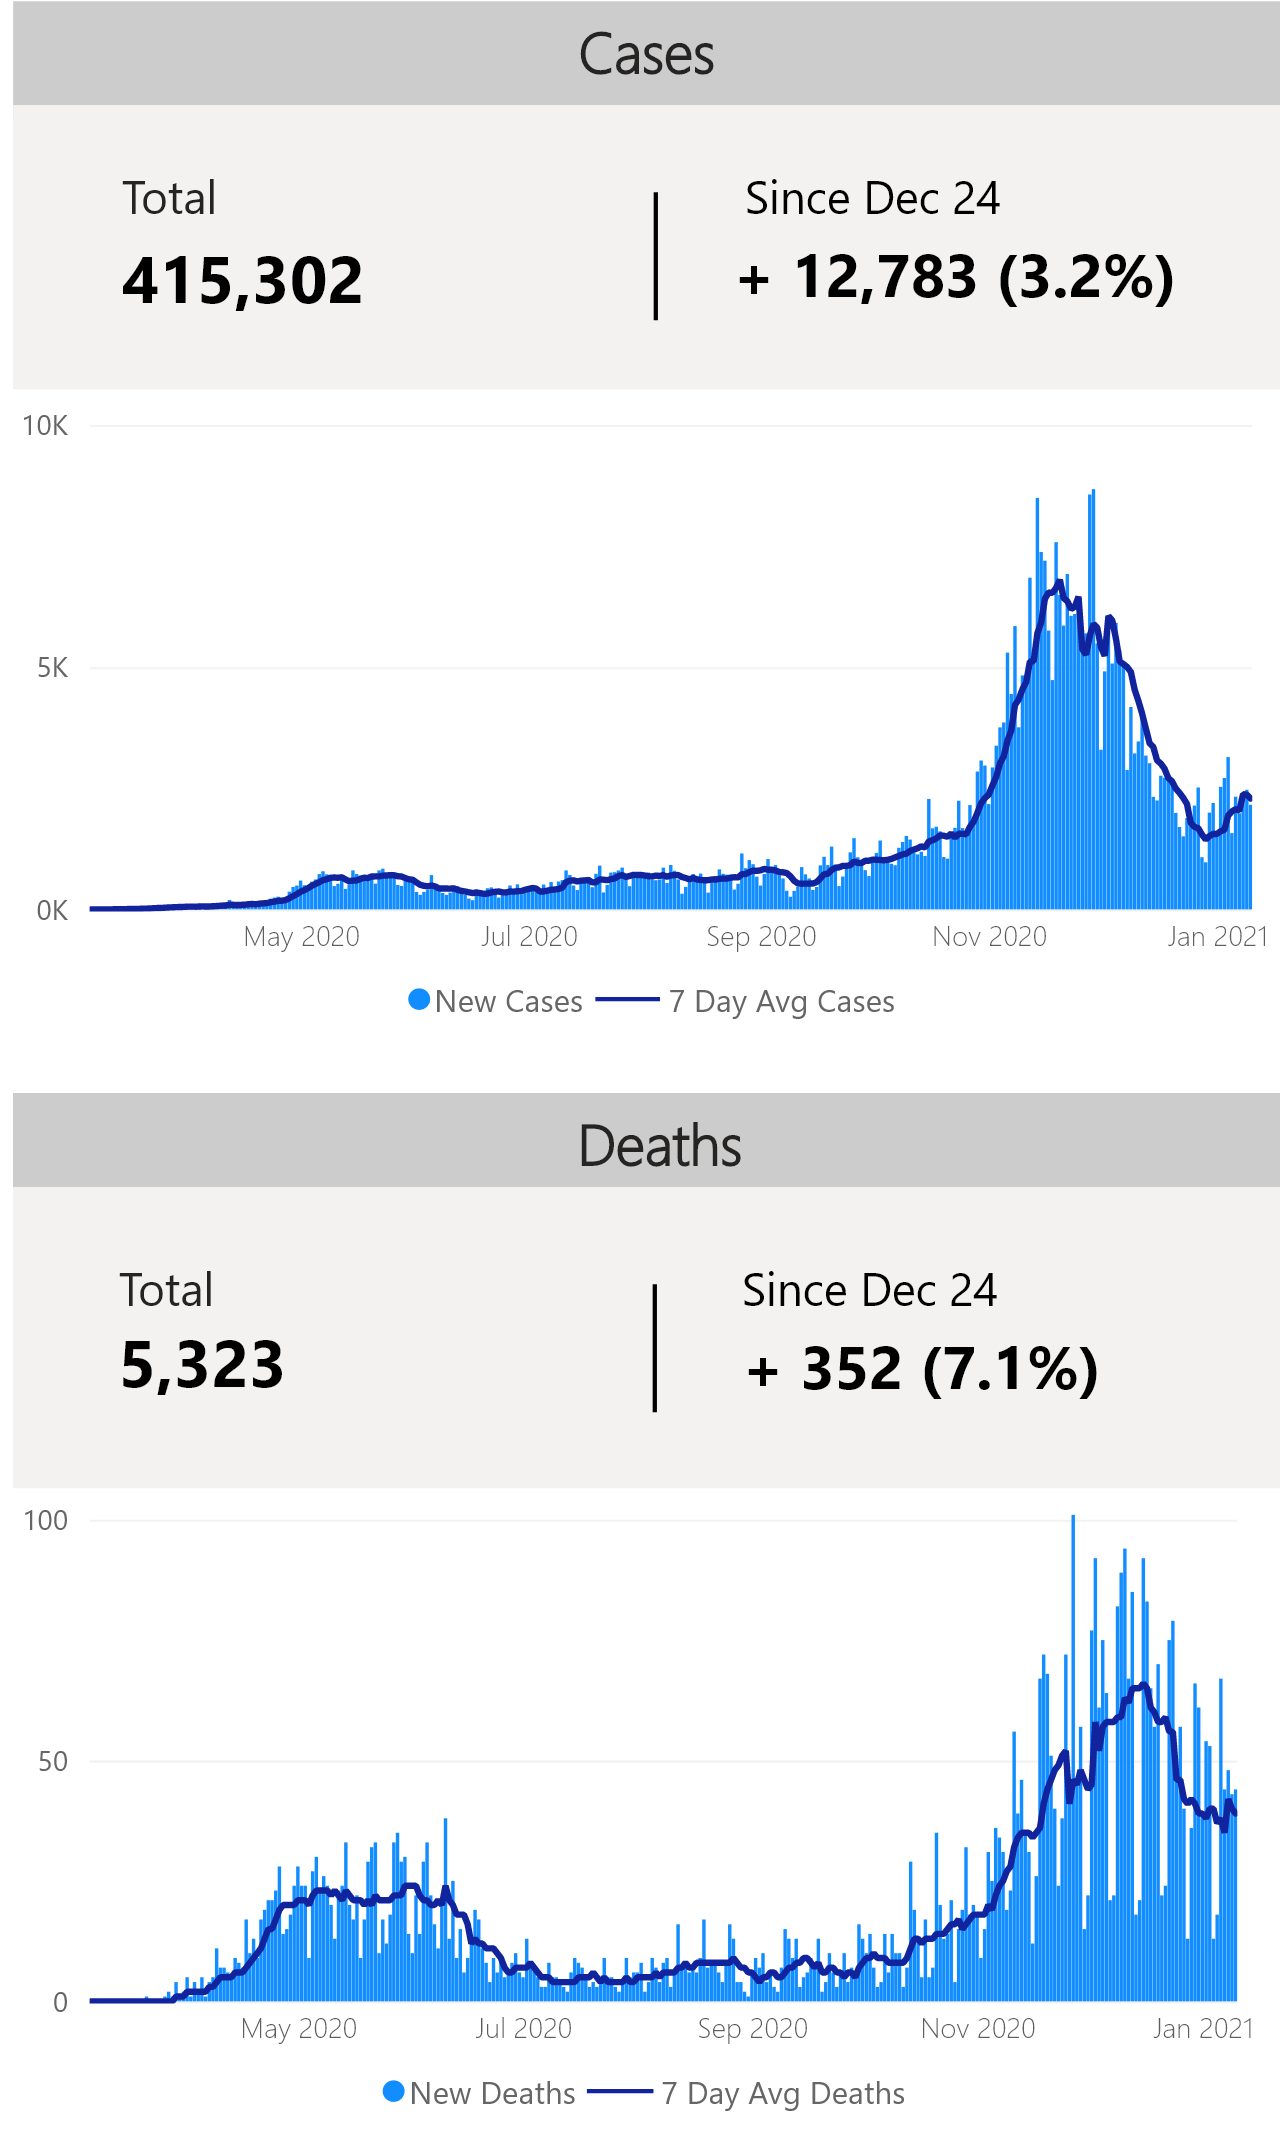 Cases
Total
Since Dec 24
415,302
+ 12,783 (3.2%)
10K
5K
0K
May 2020
Jul 2020
Sep 2020
Nov 2020
Jan 2021
New Cases
7 Day Avg Cases
Deaths
Total
Since Dec 24
5,323
+ 352 (7.1%)
100
50
0
May 2020
Jul 2020
Sep 2020
Nov 2020
Jan 2021
New Deaths
7 Day Avg Deaths